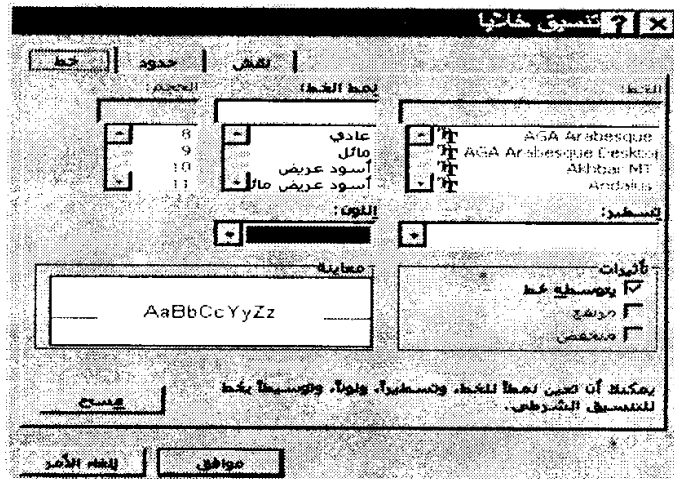 تنسيق خلايا
خط
حدود
نقش
الخط:
نمط الخط:
الحجم:
AGA Arabesque
AGA Arabesque Desktop
Akhbar MT
Andalus
عادي
مائل
أسود عريض
أسود عريض مائل
8
9
10
11
تسطير:
اللون:
تأثيرات
يتوسطه خط
مرتفع
منخفض
معاينة
AaBbCcYyZz
يمكنك أن تعين نمطاً للخط، وتسطيراً، ولوناً، وتوسيطاً بخط
للتنسيق الشرطي.
مسح
موافق
إلغاء الأمر